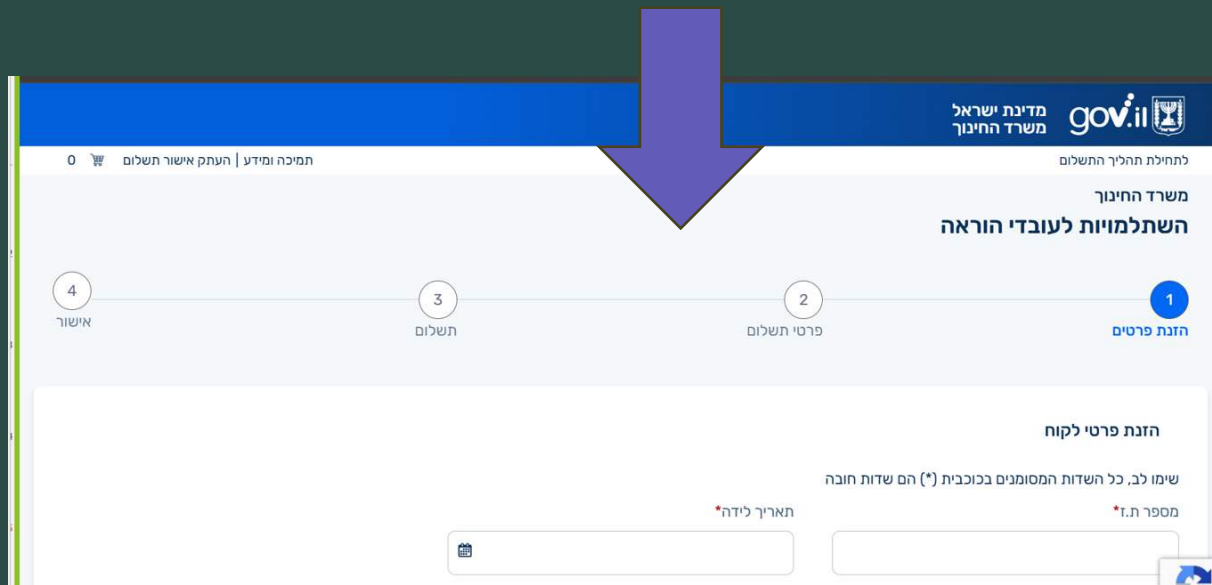 gov.il
מדינת ישראל
משרד החינוך
לתחילת תהליך התשלום
תמיכה ומידע | העתק אישור תשלום 0
משרד החינוך
השתלמויות לעובדי הוראה
1 2 3 4
הזנת פרטים פרטי תשלום תשלום אישור
הזנת פרטי לקוח
שימו לב, כל השדות המסומנים בכוכבית (*) הם שדות חובה
מספר ת.ז* תאריך לידה*